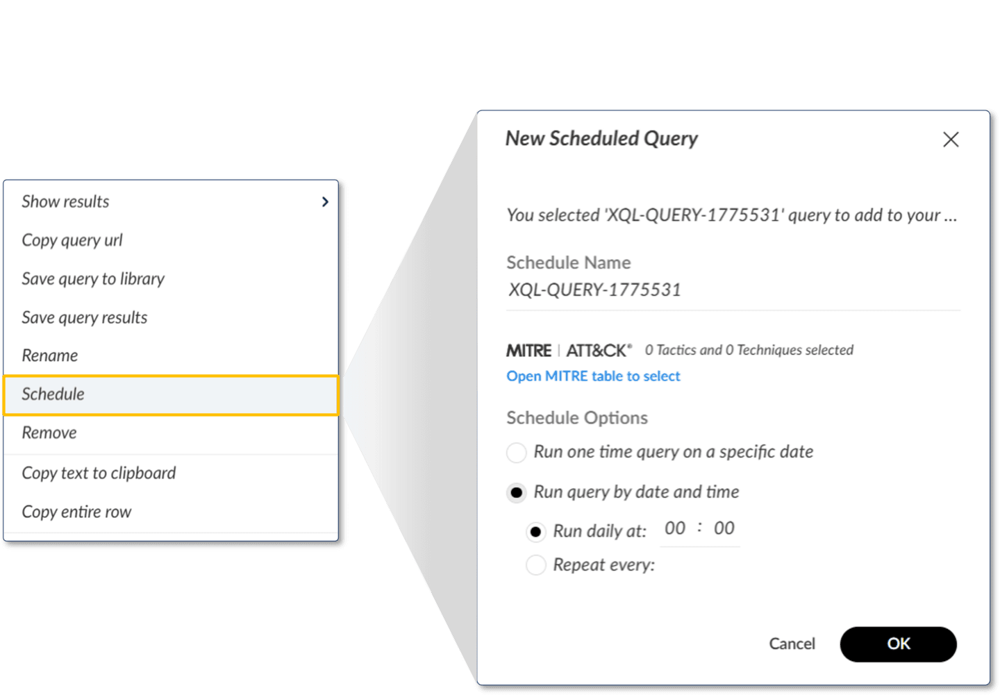 Show results
Copy query url
Save query to library
Save query results
Rename
Schedule
Remove
Copy text to clipboard
Copy entire row
New Scheduled Query
You selected 'XQL-QUERY-1775531' query to add to your ...
Schedule Name
XQL-QUERY-1775531
MITRE | ATT&CK® 0 Tactics and 0 Techniques selected
Open MITRE table to select
Schedule Options
Run one time query on a specific date
Run query by date and time
Run daily at: 00 : 00
Repeat every:
Cancel OK